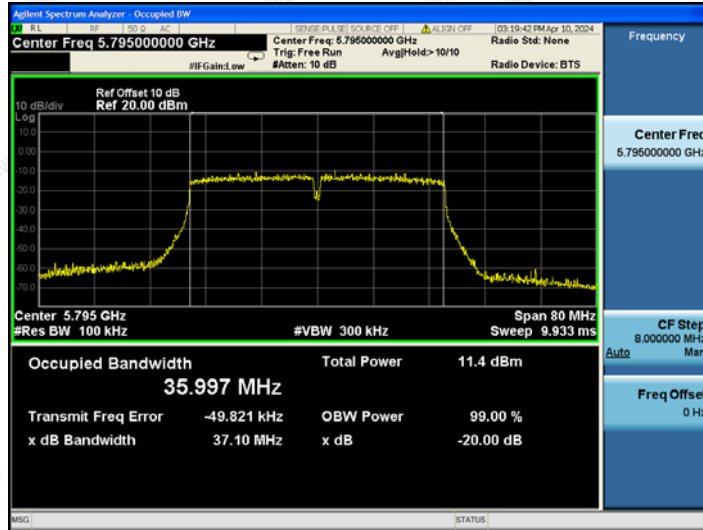 Agilent Spectrum Analyzer - Occupied BW
RL RF 50 Ω AC SENSE:PULSE SOURCE OFF ALIGN OFF 03:19:42 PM Apr 10, 2024
Center Freq 5.795000000 GHz
Center Freq: 5.795000000 GHz
Radio Std: None
Trig: Free Run Avg|Hold:> 10/10
#IFGain:Low #Atten: 10 dB Radio Device: BTS
Ref Offset 10 dB
10 dB/div Ref 20.00 dBm
Log
10.0
0.00
-10.0
-20.0
-30.0
-40.0
-50.0
-60.0
-70.0
Center 5.795 GHz Span 80 MHz
#Res BW 100 kHz #VBW 300 kHz Sweep 9.933 ms
Occupied Bandwidth Total Power 11.4 dBm
35.997 MHz
Transmit Freq Error -49.821 kHz OBW Power 99.00 %
x dB Bandwidth 37.10 MHz x dB -20.00 dB
MSG STATUS
Frequency
Center Freq
5.795000000 GHz
CF Step
8.000000 MHz
Auto Man
Freq Offset
0 Hz